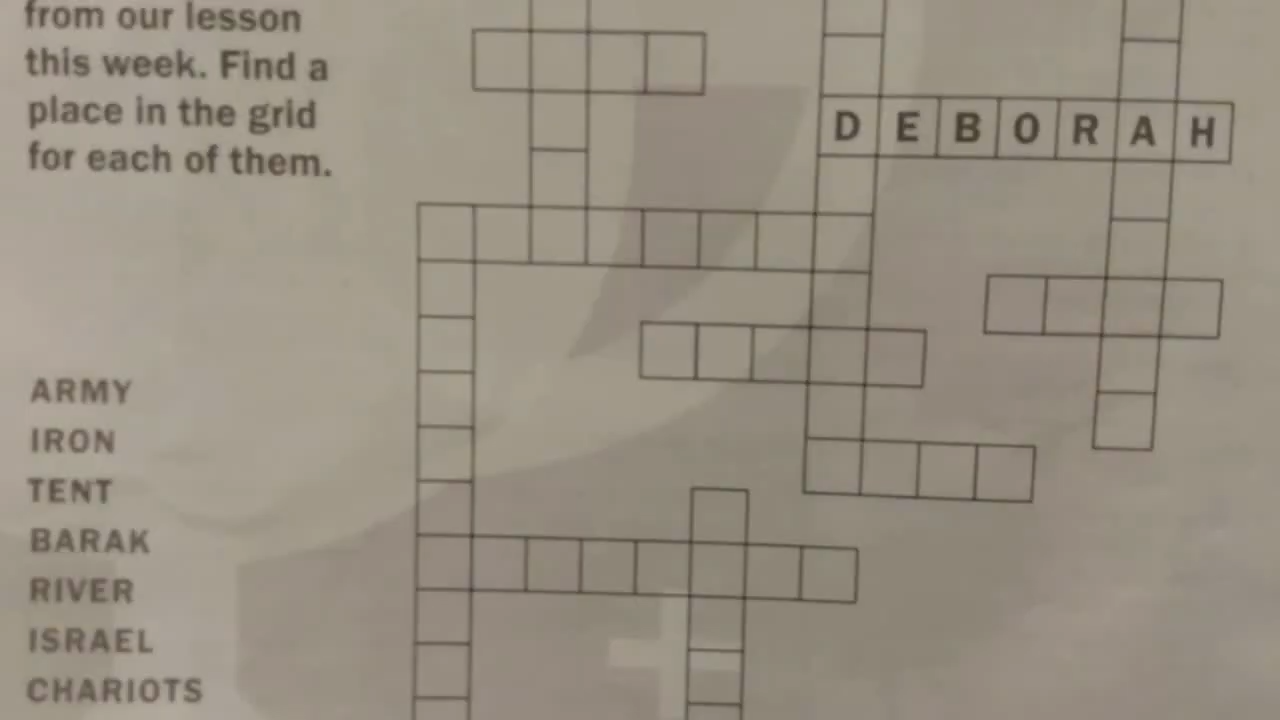 from our lesson
this week. Find a
place in the grid
for each of them.
DEBORAH
ARMY
IRON
TENT
BARAK
RIVER
ISRAEL
CHARIOTS